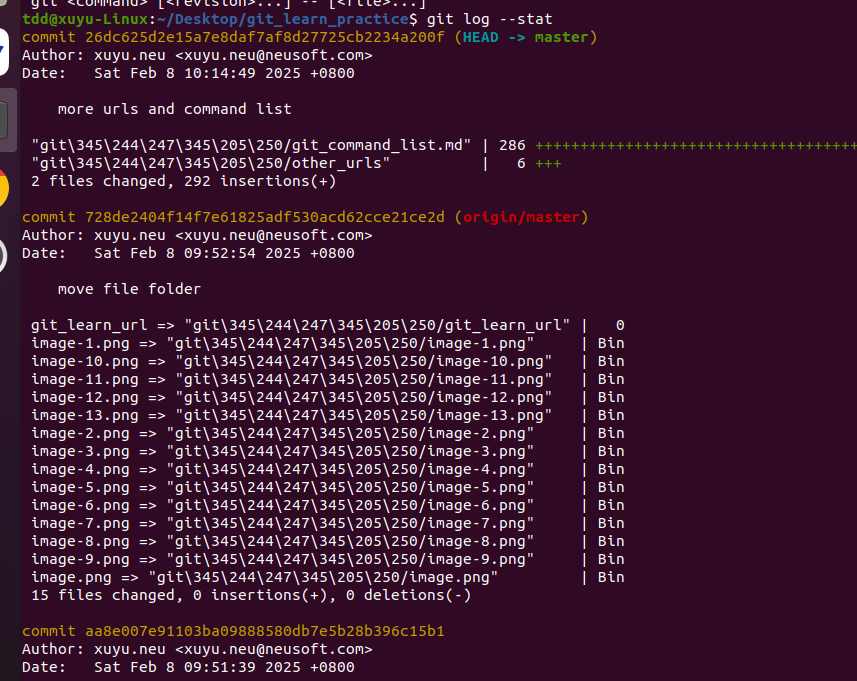 git <command> [<revision>...] -- [<file>...]
tdd@xuyu-Linux:~/Desktop/git_learn_practice$ git log --stat
commit 26dc625d2e15a7e8daf7af8d27725cb2234a200f (HEAD -> master)
Author: xuyu.neu <xuyu.neu@neusoft.com>
Date:   Sat Feb 8 10:14:49 2025 +0800

    more urls and command list

 "git\345\244\247\345\205\250/git_command_list.md" | 286 ++++++++++++++++++++++++++++++++++++
 "git\345\244\247\345\205\250/other_urls"          |   6 +++
 2 files changed, 292 insertions(+)

commit 728de2404f14f7e61825adf530acd62cce21ce2d (origin/master)
Author: xuyu.neu <xuyu.neu@neusoft.com>
Date:   Sat Feb 8 09:52:54 2025 +0800

    move file folder

 git_learn_url => "git\345\244\247\345\205\250/git_learn_url" |   0
 image-1.png => "git\345\244\247\345\205\250/image-1.png"     | Bin
 image-10.png => "git\345\244\247\345\205\250/image-10.png"   | Bin
 image-11.png => "git\345\244\247\345\205\250/image-11.png"   | Bin
 image-12.png => "git\345\244\247\345\205\250/image-12.png"   | Bin
 image-13.png => "git\345\244\247\345\205\250/image-13.png"   | Bin
 image-2.png => "git\345\244\247\345\205\250/image-2.png"     | Bin
 image-3.png => "git\345\244\247\345\205\250/image-3.png"     | Bin
 image-4.png => "git\345\244\247\345\205\250/image-4.png"     | Bin
 image-5.png => "git\345\244\247\345\205\250/image-5.png"     | Bin
 image-6.png => "git\345\244\247\345\205\250/image-6.png"     | Bin
 image-7.png => "git\345\244\247\345\205\250/image-7.png"     | Bin
 image-8.png => "git\345\244\247\345\205\250/image-8.png"     | Bin
 image-9.png => "git\345\244\247\345\205\250/image-9.png"     | Bin
 image.png => "git\345\244\247\345\205\250/image.png"         | Bin
 15 files changed, 0 insertions(+), 0 deletions(-)

commit aa8e007e91103ba09888580db7e5b28b396c15b1
Author: xuyu.neu <xuyu.neu@neusoft.com>
Date:   Sat Feb 8 09:51:39 2025 +0800